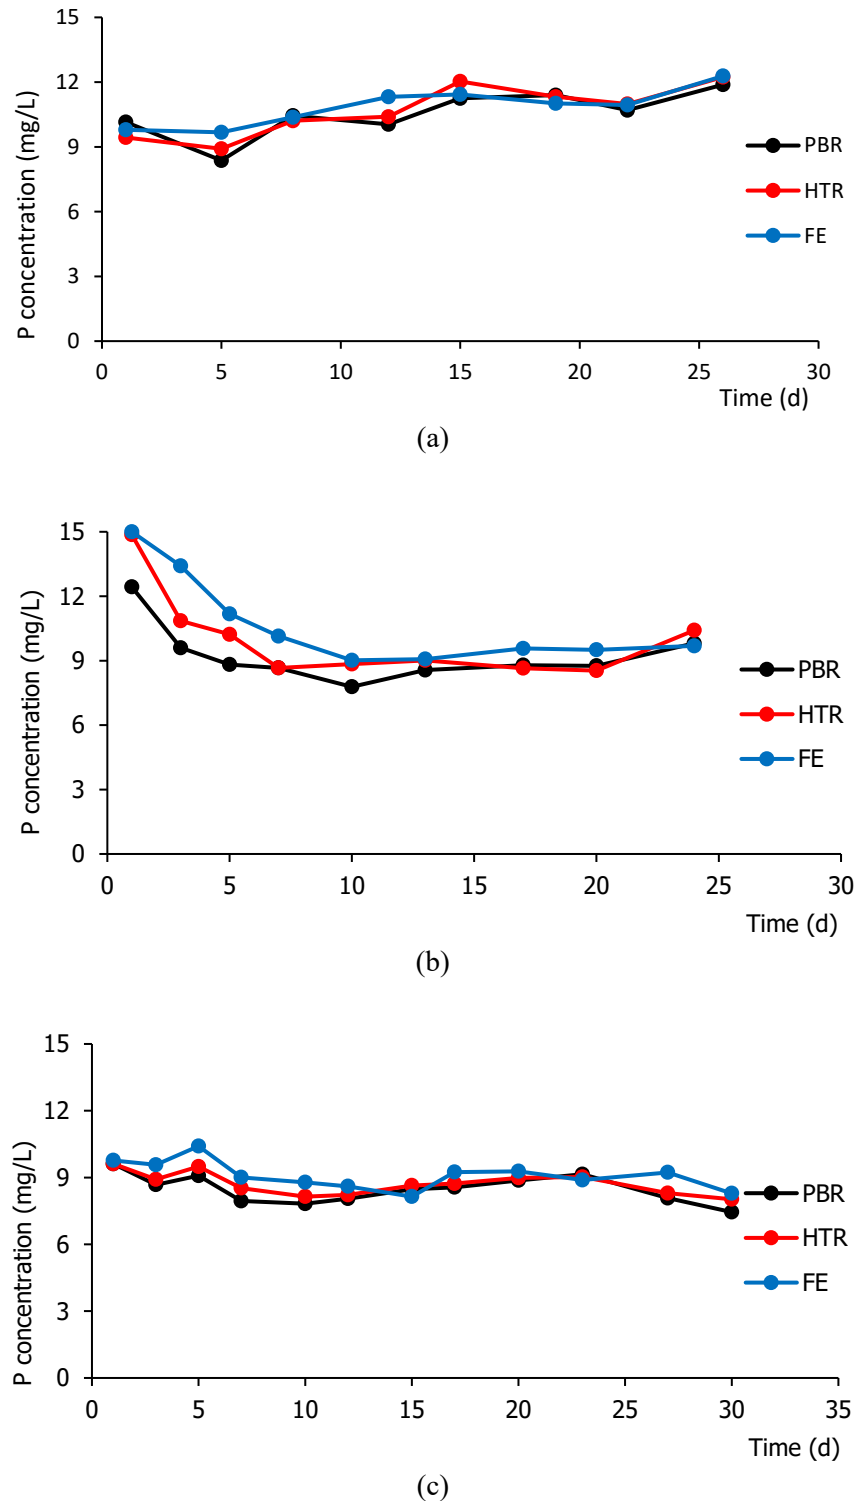 P concentration (mg/L)
15
12
9
6
3
0
0 5 10 15 20 25 30
Time (d)
PBR
HTR
FE
(a)
P concentration (mg/L)
15
12
9
6
3
0
0 5 10 15 20 25 30
Time (d)
PBR
HTR
FE
(b)
P concentration (mg/L)
15
12
9
6
3
0
0 5 10 15 20 25 30 35
Time (d)
PBR
HTR
FE
(c)